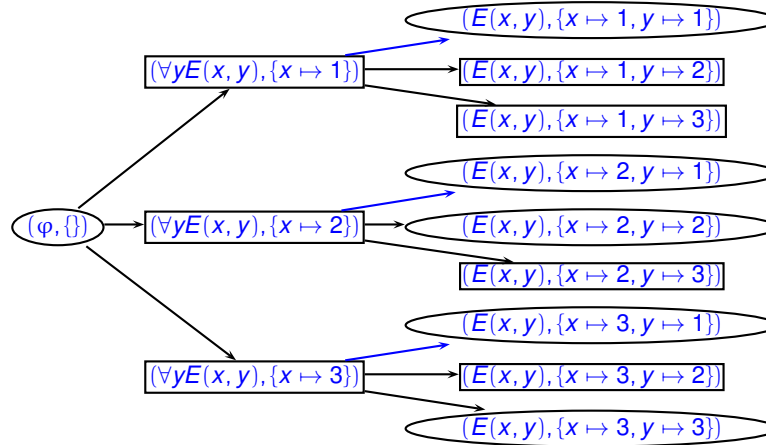 (E(x, y), {x ↦ 1, y ↦ 1})
(∀yE(x, y), {x ↦ 1})
(E(x, y), {x ↦ 1, y ↦ 2})
(E(x, y), {x ↦ 1, y ↦ 3})
(E(x, y), {x ↦ 2, y ↦ 1})
(φ, {})
(∀yE(x, y), {x ↦ 2})
(E(x, y), {x ↦ 2, y ↦ 2})
(E(x, y), {x ↦ 2, y ↦ 3})
(E(x, y), {x ↦ 3, y ↦ 1})
(∀yE(x, y), {x ↦ 3})
(E(x, y), {x ↦ 3, y ↦ 2})
(E(x, y), {x ↦ 3, y ↦ 3})